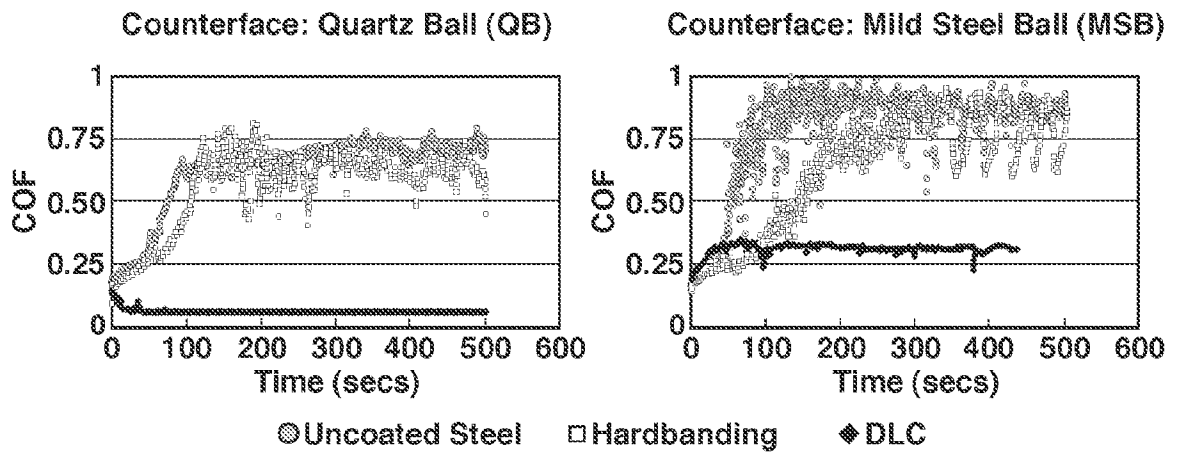 Counterface: Quartz Ball (QB)
1
0.75
0.50
0.25
0
COF
0 100 200 300 400 500 600
Time (secs)
Counterface: Mild Steel Ball (MSB)
1
0.75
0.50
0.25
0
COF
0 100 200 300 400 500 600
Time (secs)
Uncoated Steel Hardbanding DLC